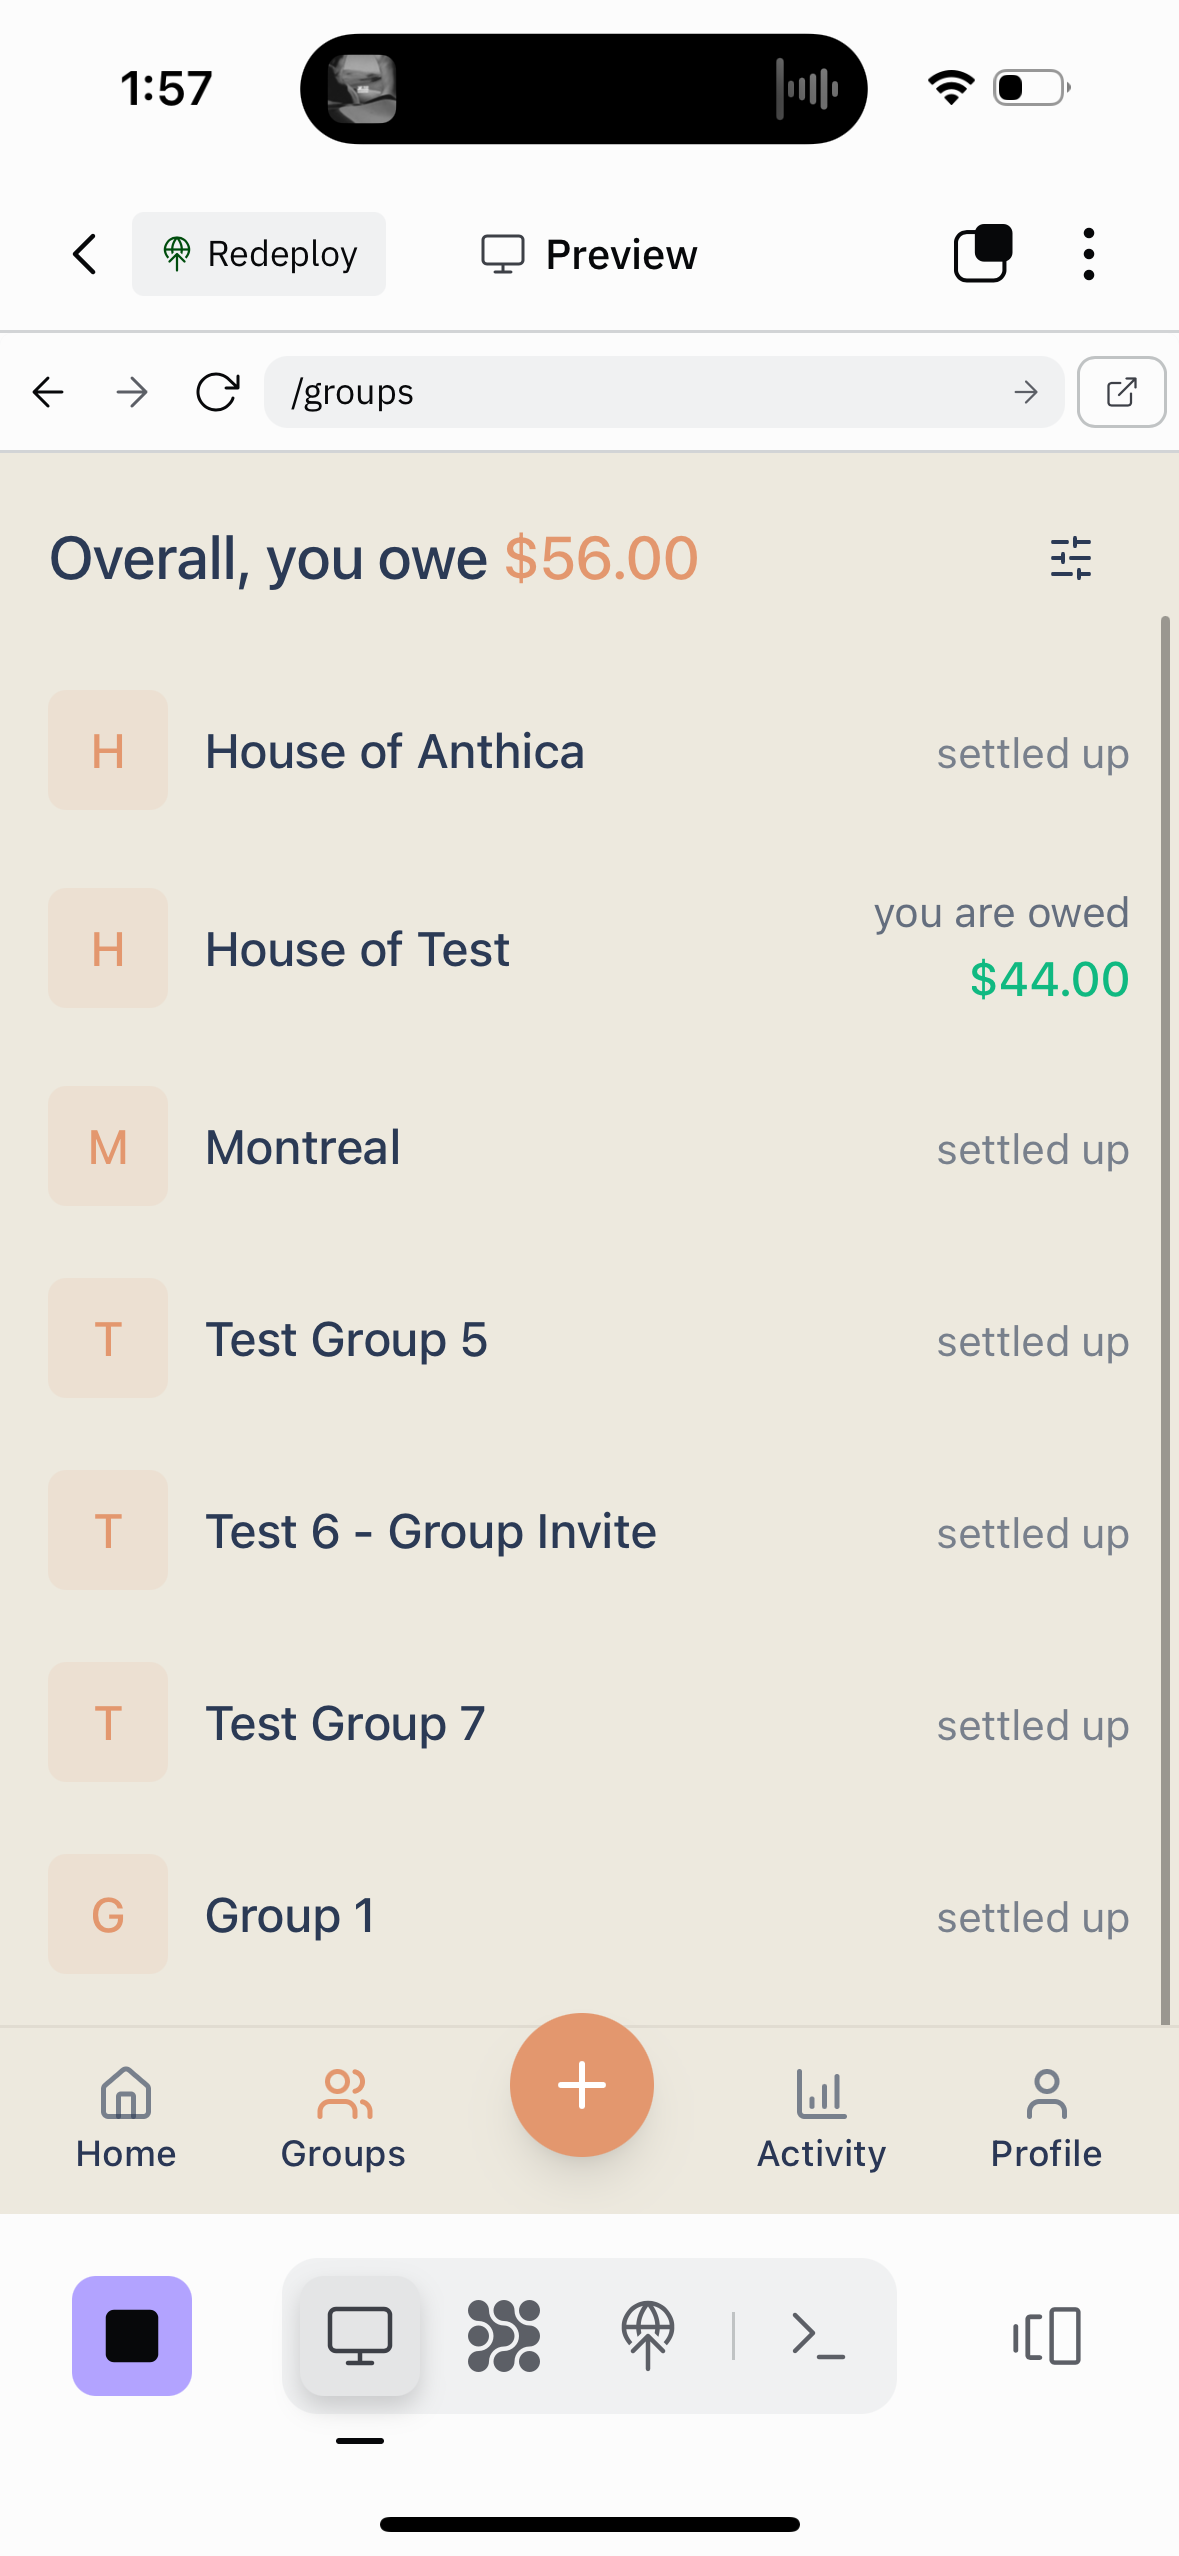 1:57
Redeploy
Preview
/groups
Overall, you owe $56.00
H House of Anthica settled up
H House of Test you are owed
$44.00
M Montreal settled up
T Test Group 5 settled up
T Test 6 - Group Invite settled up
T Test Group 7 settled up
G Group 1 settled up
Home Groups Activity Profile